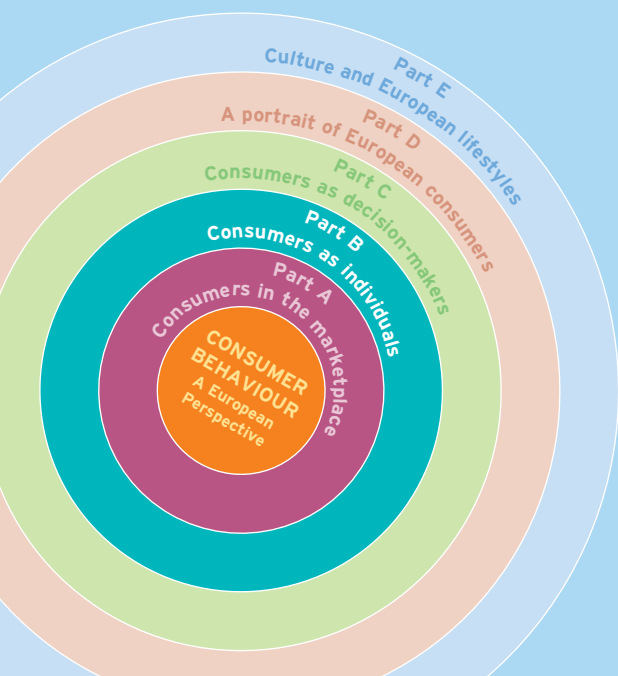 Part E
Culture and European lifestyles
Part D
A portrait of European consumers
Part C
Consumers as decision-makers
Part B
Consumers as individuals
Part A
Consumers in the marketplace
CONSUMER
BEHAVIOUR
A European
Perspective